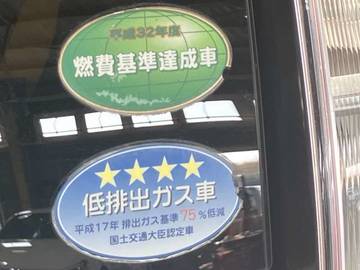 平成32年度
燃費基準達成車
★★★★
低排出ガス車
平成17年 排出ガス基準 75%低減
国土交通大臣認定車